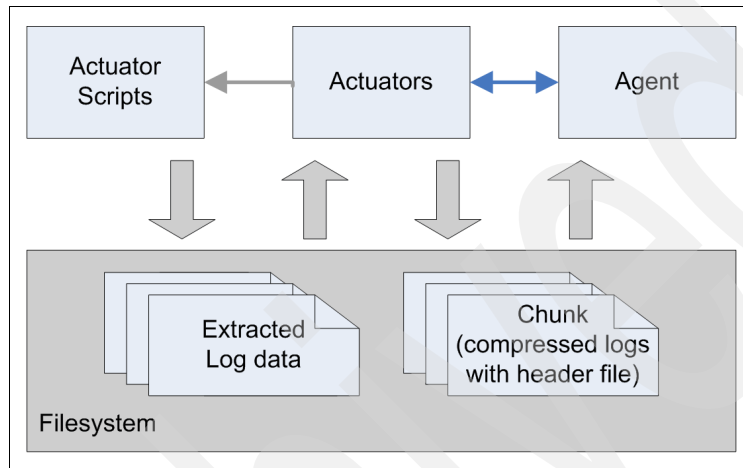 Actuator
Scripts
Actuators
Agent
Extracted
Log data
Chunk
(compressed logs
with header file)
Filesystem